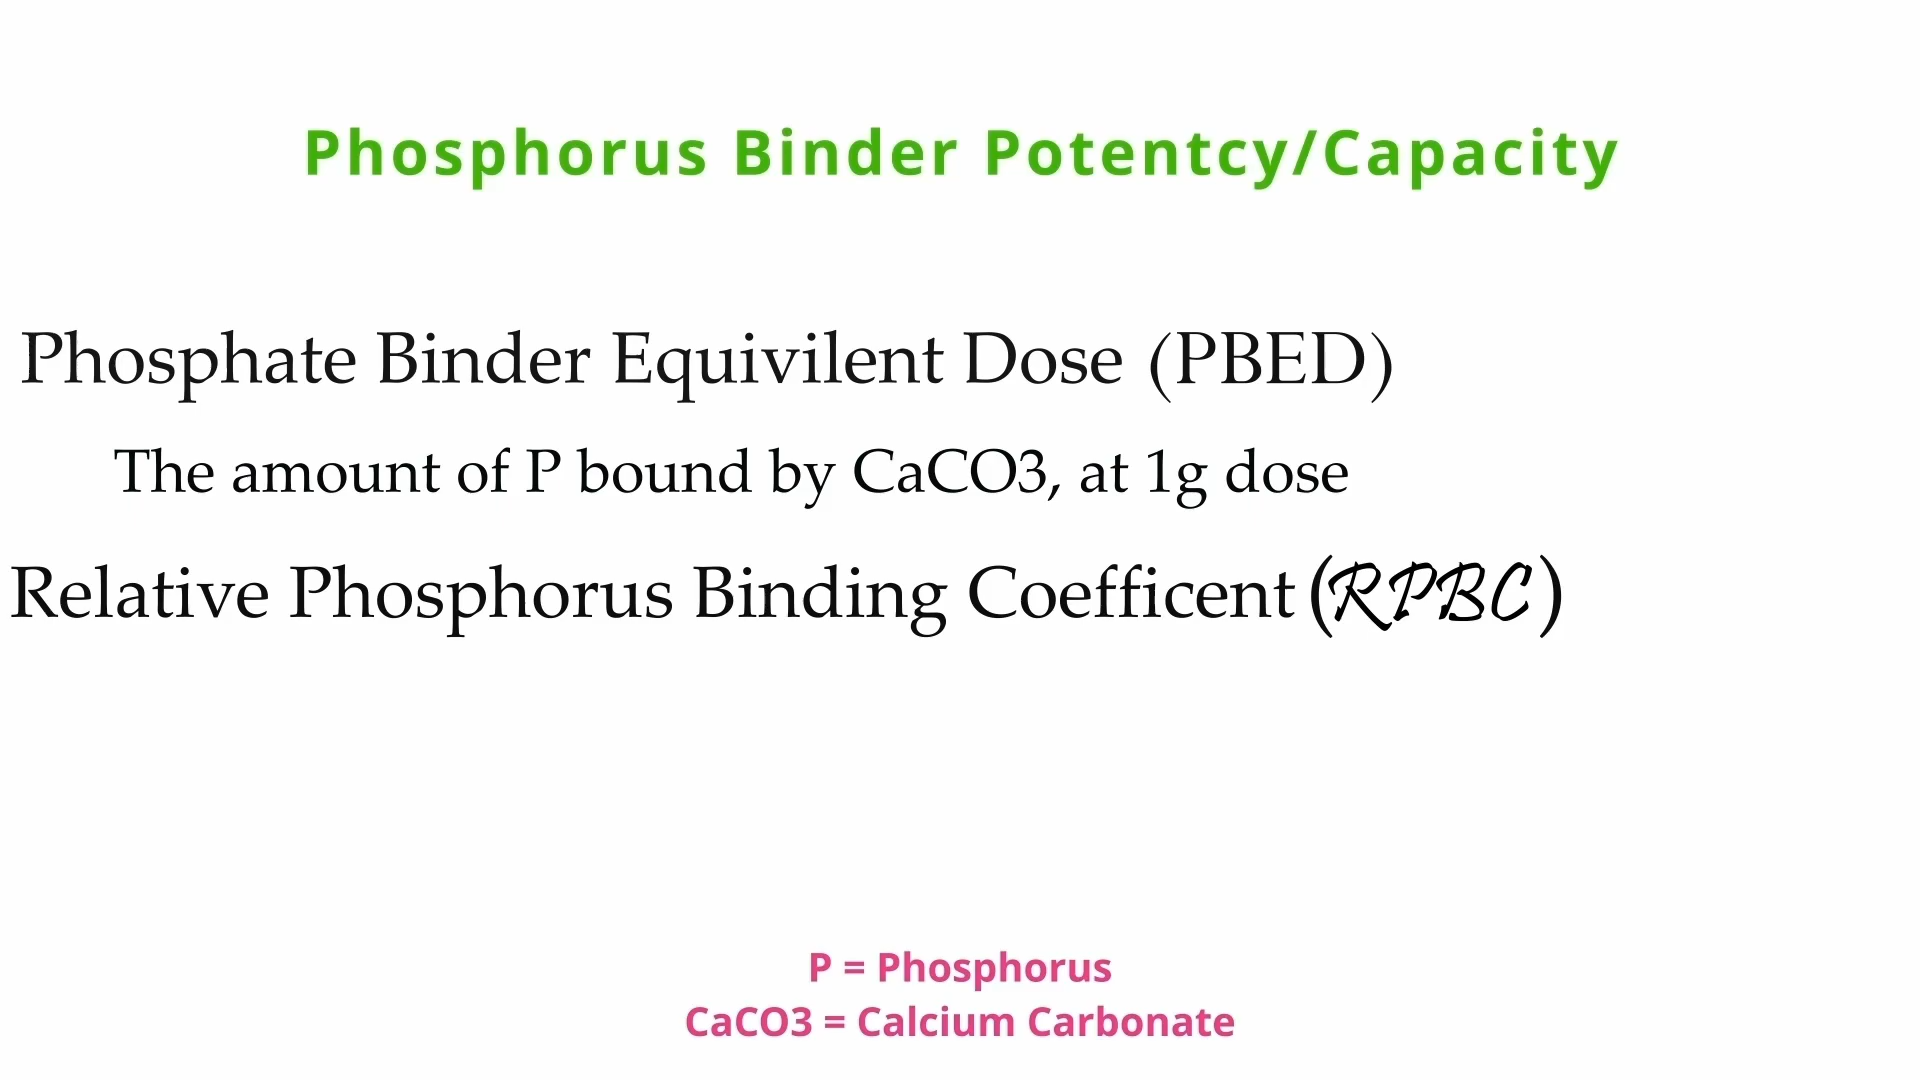 Phosphorus Binder Potentcy/Capacity
Phosphate Binder Equivilent Dose (PBED)
The amount of P bound by CaCO3, at 1g dose
Relative Phosphorus Binding Coefficent (RPBC)
P = Phosphorus
CaCO3 = Calcium Carbonate